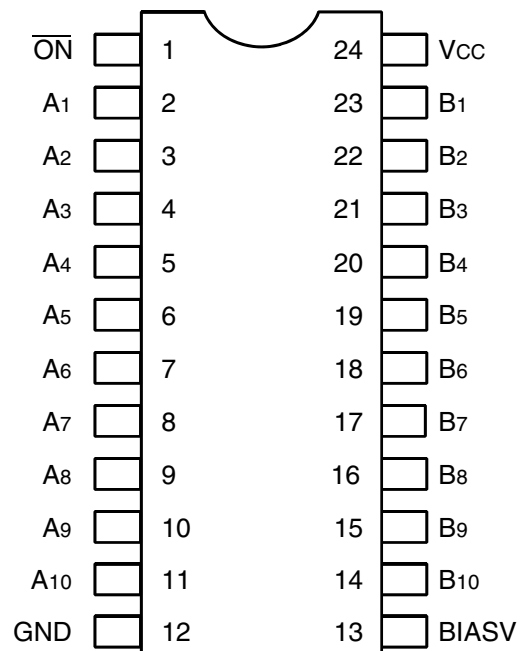 ON 1 24 VCC
A1 2 23 B1
A2 3 22 B2
A3 4 21 B3
A4 5 20 B4
A5 6 19 B5
A6 7 18 B6
A7 8 17 B7
A8 9 16 B8
A9 10 15 B9
A10 11 14 B10
GND 12 13 BIASV